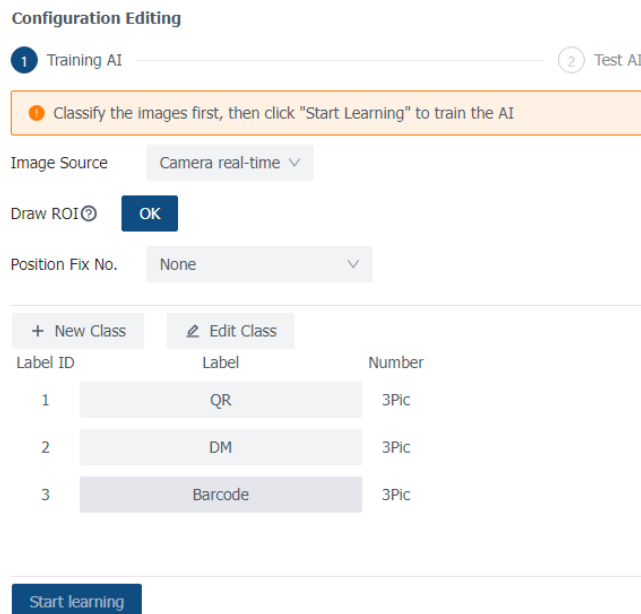 Configuration Editing
1 Training AI 2 Test AI
! Classify the images first, then click "Start Learning" to train the AI
Image Source Camera real-time
Draw ROI? OK
Position Fix No. None
+ New Class Edit Class
Label ID Label Number
1 QR 3Pic
2 DM 3Pic
3 Barcode 3Pic
Start learning